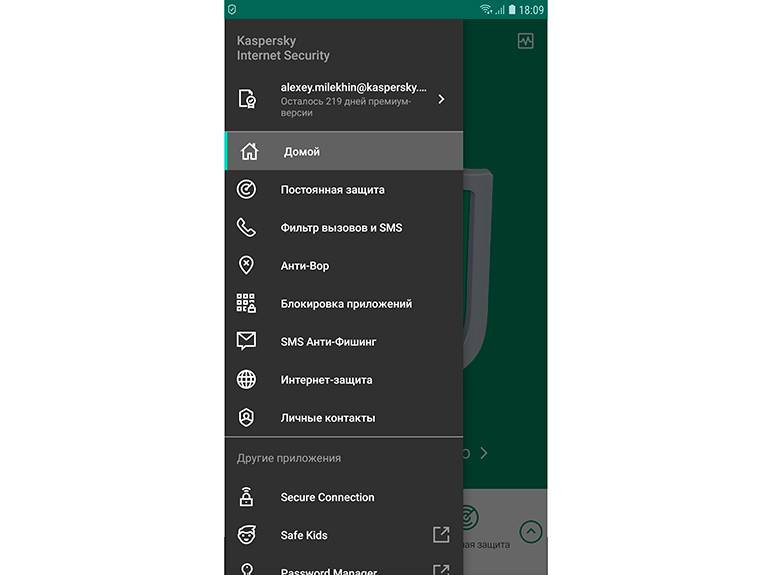 18:09
Kaspersky
Internet Security
alexey.milekhin@kaspersky....
Осталось 219 дней премиум-
версии
Домой
Постоянная защита
Фильтр вызовов и SMS
Анти-Вор
Блокировка приложений
SMS Анти-Фишинг
Интернет-защита
Личные контакты
Другие приложения
Secure Connection
Safe Kids
Password Manager
защита